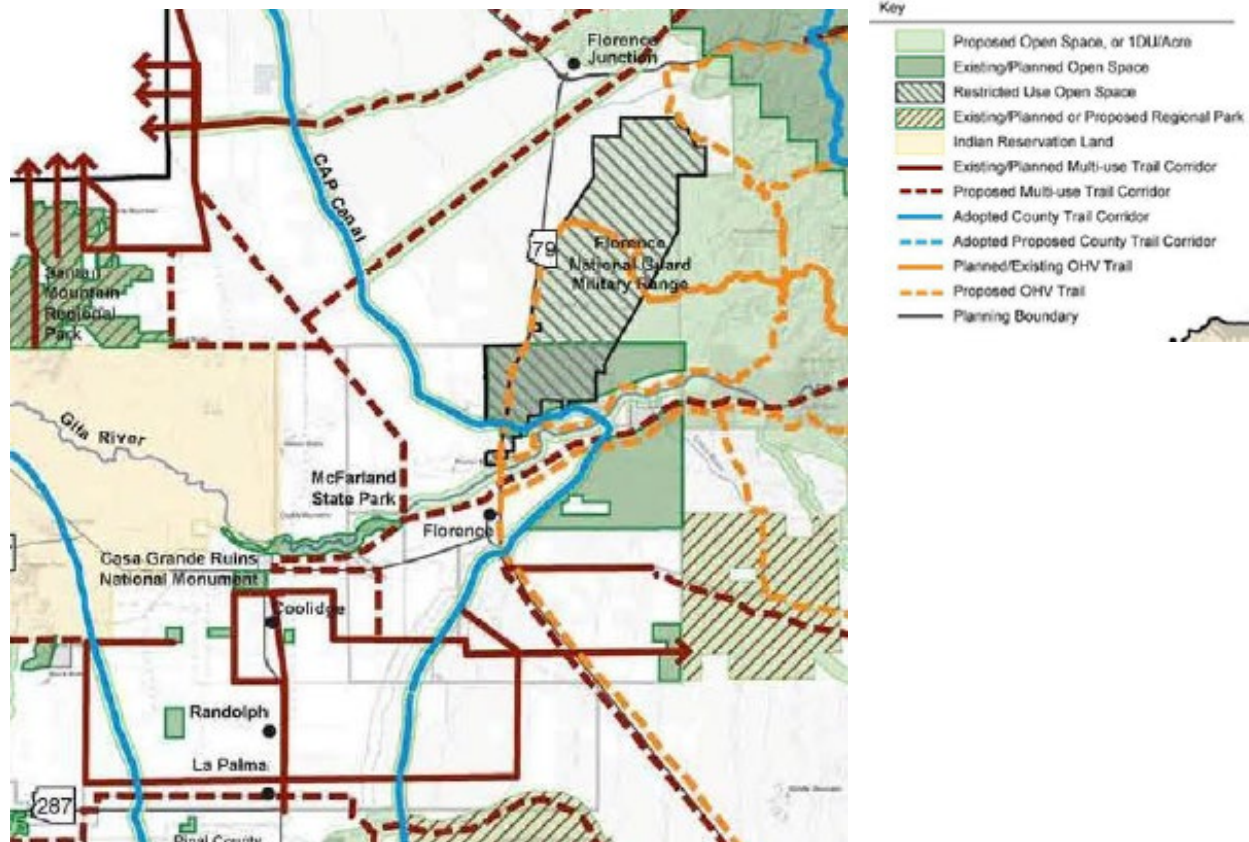 Key
Proposed Open Space, or 1DU/Acre
Existing/Planned Open Space
Restricted Use Open Space
Existing/Planned or Proposed Regional Park
Indian Reservation Land
Existing/Planned Multi-use Trail Corridor
Proposed Multi-use Trail Corridor
Adopted County Trail Corridor
Adopted Proposed County Trail Corridor
Planned/Existing OHV Trail
Proposed OHV Trail
Planning Boundary
Florence
Junction
CAP Canal
79
Florence
National Guard
Military Range
Santan
Mountain
Regional
Park
Gila River
McFarland
State Park
Florence
Casa Grande Ruins
National Monument
Coolidge
Randolph
La Palma
287
Pinal County